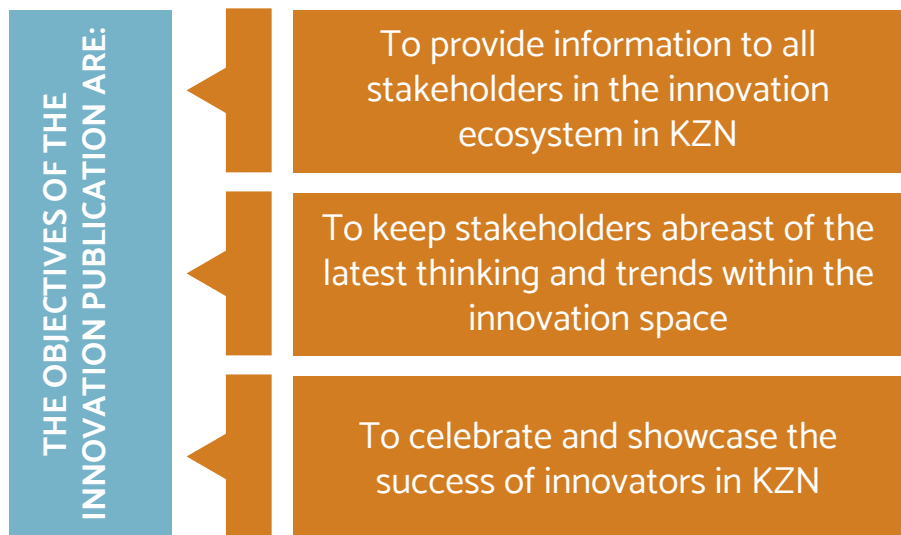 THE OBJECTIVES OF THE
INNOVATION PUBLICATION ARE:
To provide information to all
stakeholders in the innovation
ecosystem in KZN
To keep stakeholders abreast of the
latest thinking and trends within the
innovation space
To celebrate and showcase the
success of innovators in KZN